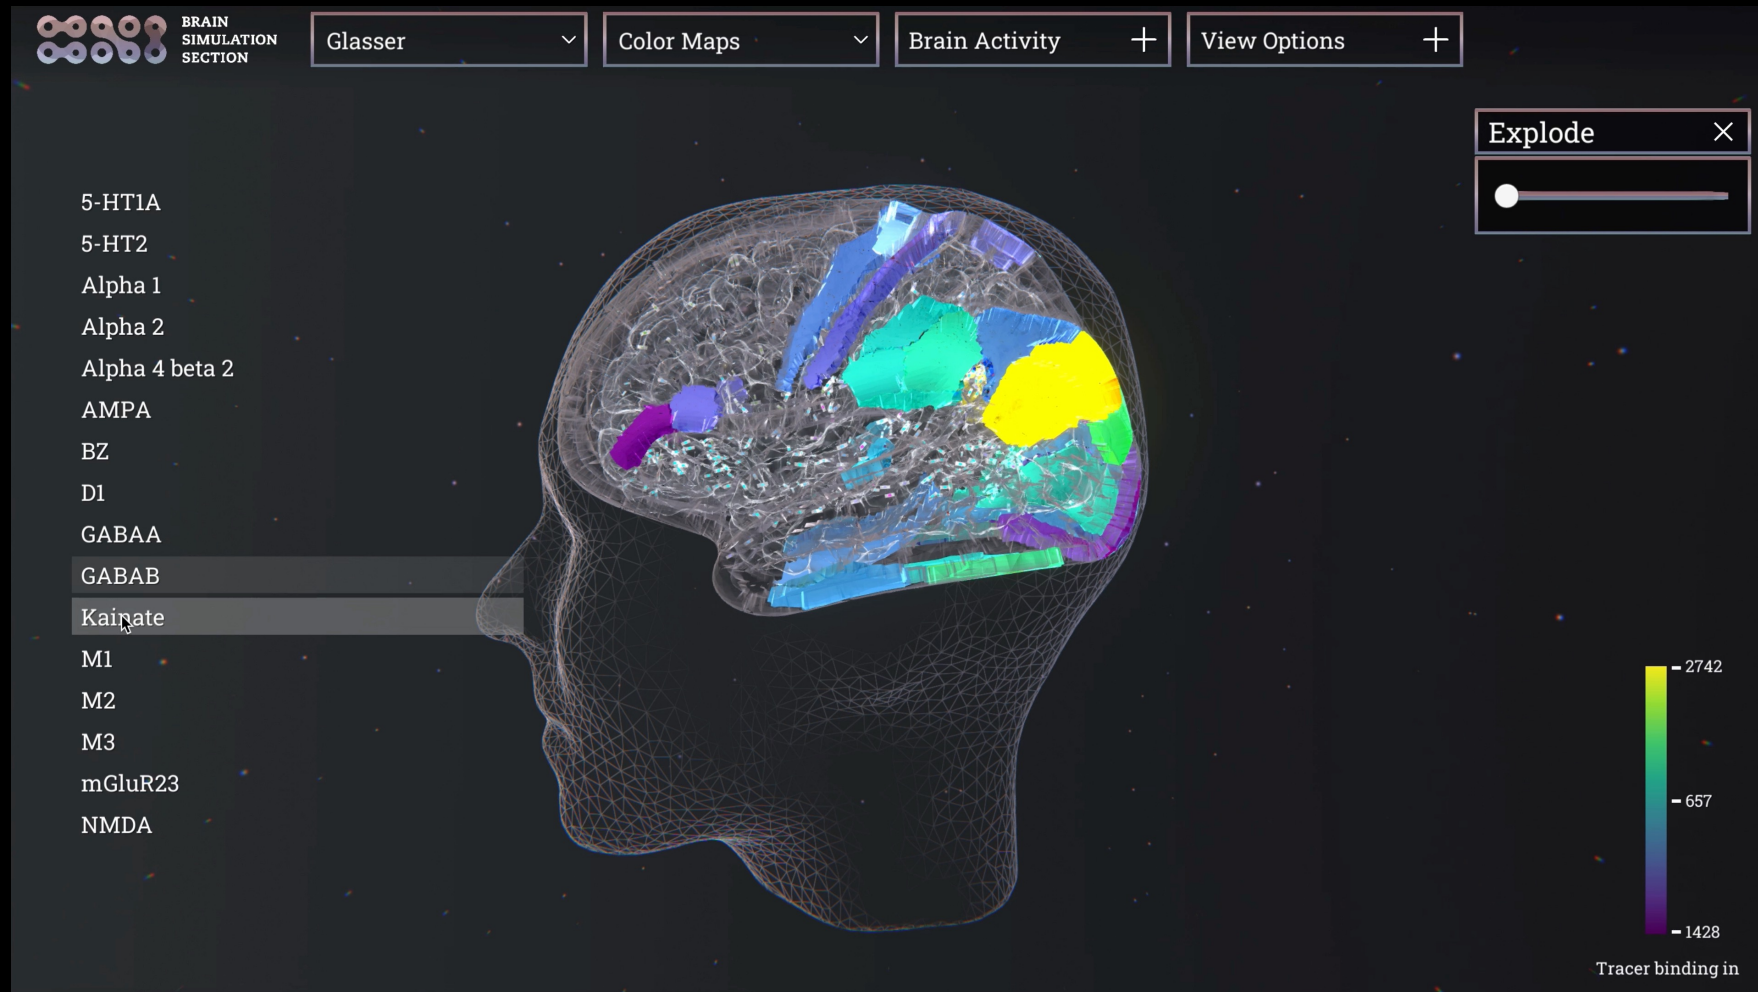 BRAIN
SIMULATION
SECTION
Glasser
Color Maps
Brain Activity
View Options
Explode
5-HT1A
5-HT2
Alpha 1
Alpha 2
Alpha 4 beta 2
AMPA
BZ
D1
GABAA
GABAB
Kainate
M1
M2
M3
mGluR23
NMDA
2742
657
1428
Tracer binding in